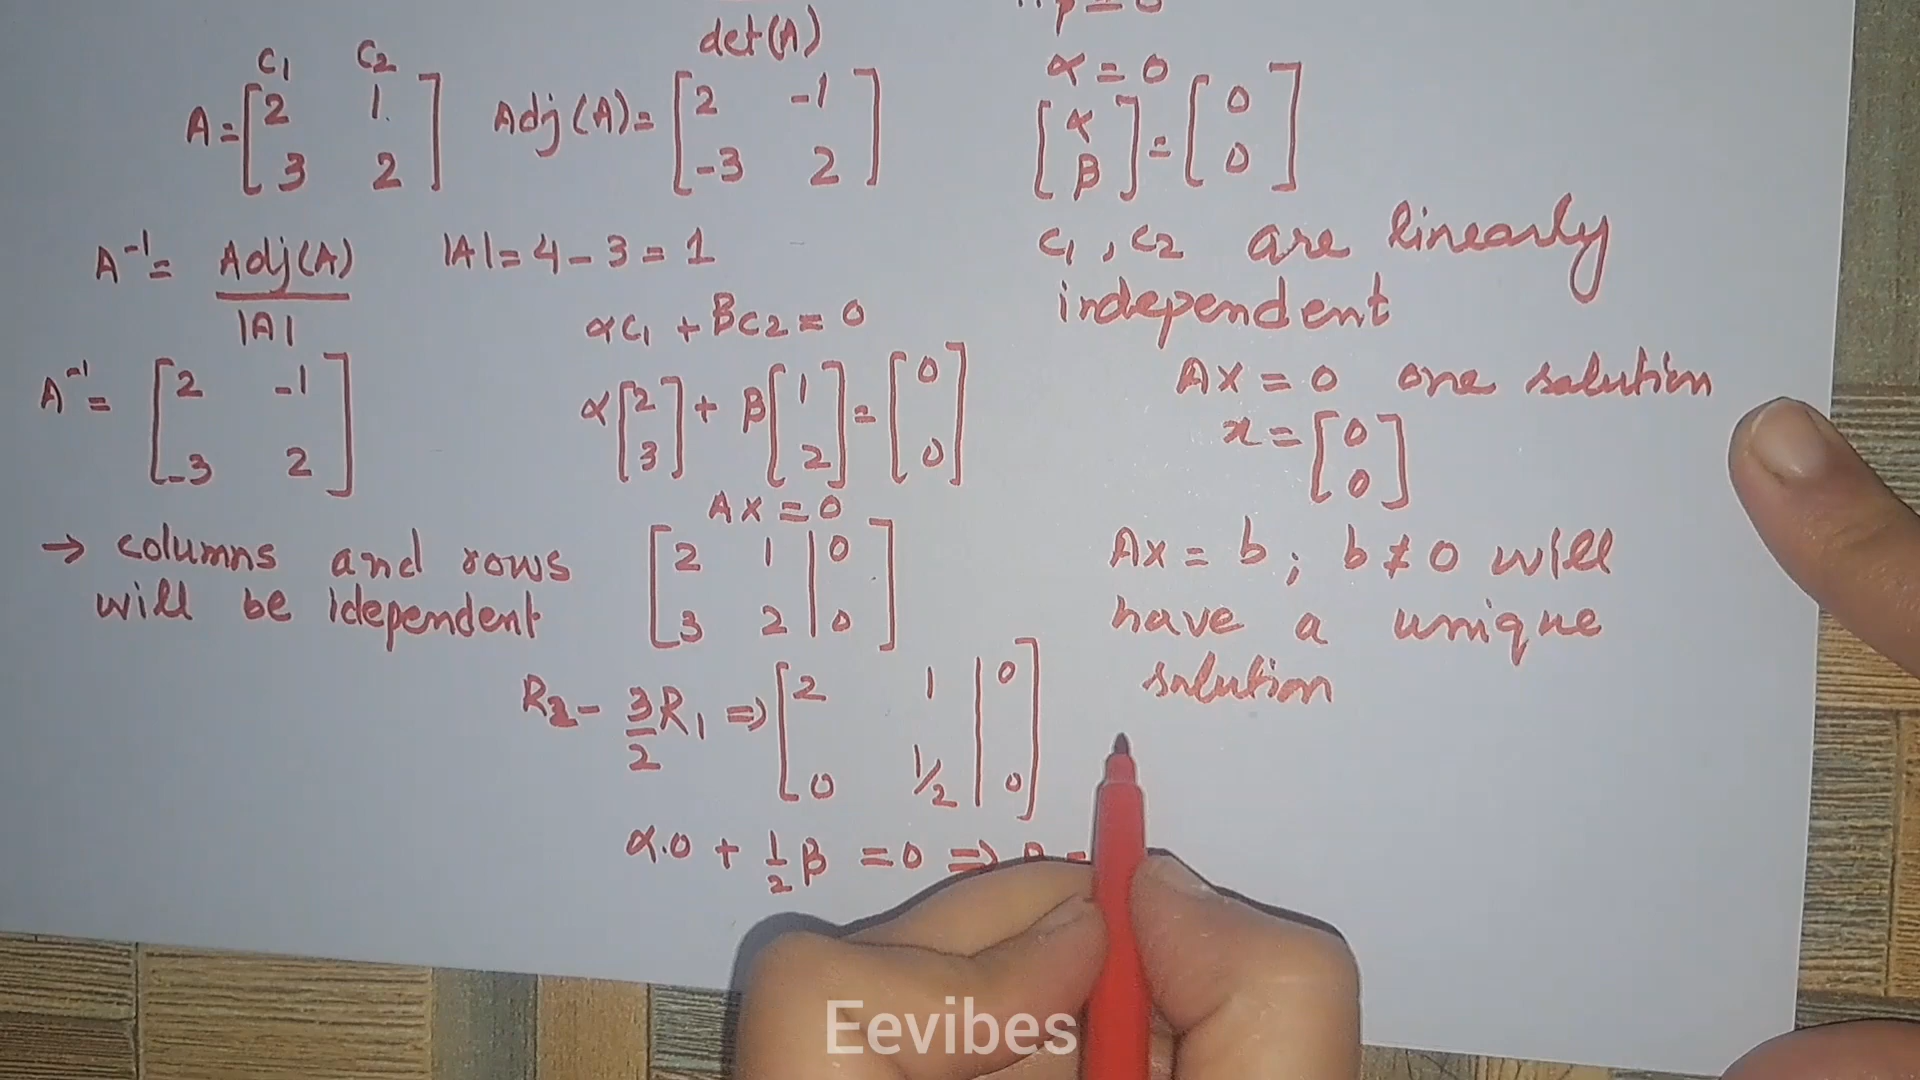 det(A)
C1 C2
A = [2 1
3 2]
Adj(A) = [2 -1
-3 2]
A⁻¹ = Adj(A)
|A|
|A| = 4 - 3 = 1
A⁻¹ = [2 -1
-3 2]
→ columns and rows
will be idependent
αC1 + BC2 = 0
α[2 3] + β[1 2] = [0 0]
AX = 0
[2 1 | 0
3 2 | 0]
R2 - 3/2 R1 ⇒ [2 1 | 0
0 1/2 | 0]
α.0 + 1/2 β = 0 ⇒
α = 0
[α β] = [0 0]
C1, C2 are linearly
independent
AX = 0 one solution
x = [0 0]
Ax = b ; b ≠ 0 will
have a unique
solution
Eevibes